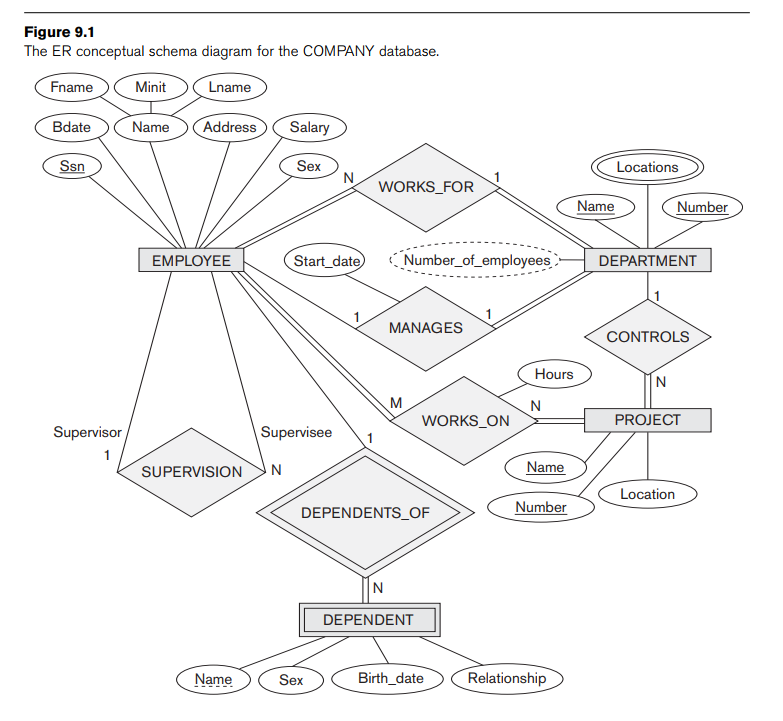 Figure 9.1
The ER conceptual schema diagram for the COMPANY database.
Fname
Minit
Lname
Bdate
Name
Address
Salary
Ssn
Sex
N
WORKS_FOR
1
Locations
Name
Number
EMPLOYEE
Start_date
Number_of_employees
DEPARTMENT
1
MANAGES
1
1
CONTROLS
N
Hours
M
WORKS_ON
N
PROJECT
Supervisor
1
SUPERVISION
Supervisee
N
Name
Number
Location
1
DEPENDENTS_OF
N
DEPENDENT
Name
Sex
Birth_date
Relationship